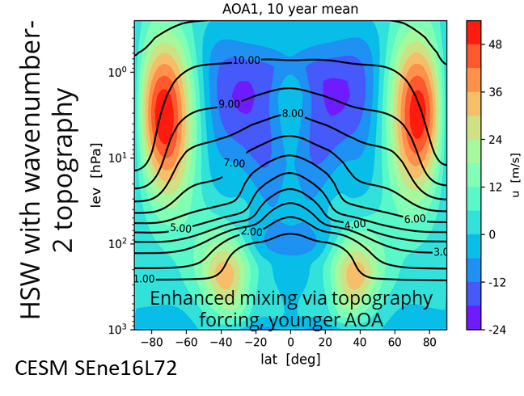 AOA1, 10 year mean
HSW with wavenumber-
2 topography
lev [hPa]
10⁰
10¹
10²
10³
10.00
9.00
8.00
7.00
6.00
5.00
4.00
3.0
2.00
1.00
Enhanced mixing via topography
forcing, younger AOA
−80 −60 −40 −20 0 20 40 60 80
lat [deg]
48
36
24
12
0
-12
-24
u [m/s]
CESM SEne16L72